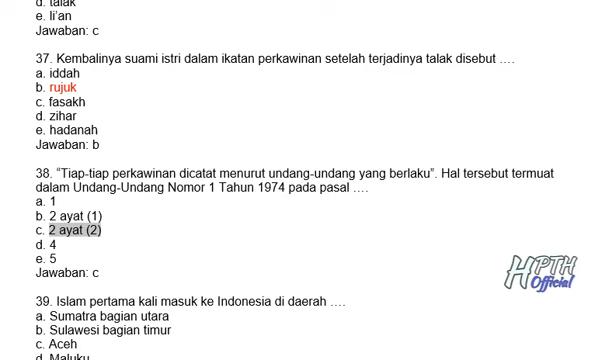 d. talak
e. li’an
Jawaban: c
37. Kembalinya suami istri dalam ikatan perkawinan setelah terjadinya talak disebut ….
a. iddah
b. rujuk
c. fasakh
d. zihar
e. hadanah
Jawaban: b
38. “Tiap-tiap perkawinan dicatat menurut undang-undang yang berlaku”. Hal tersebut termuat
dalam Undang-Undang Nomor 1 Tahun 1974 pada pasal ….
a. 1
b. 2 ayat (1)
c. 2 ayat (2)
d. 4
e. 5
Jawaban: c
HPTH
Official
39. Islam pertama kali masuk ke Indonesia di daerah ….
a. Sumatra bagian utara
b. Sulawesi bagian timur
c. Aceh
d. Maluku